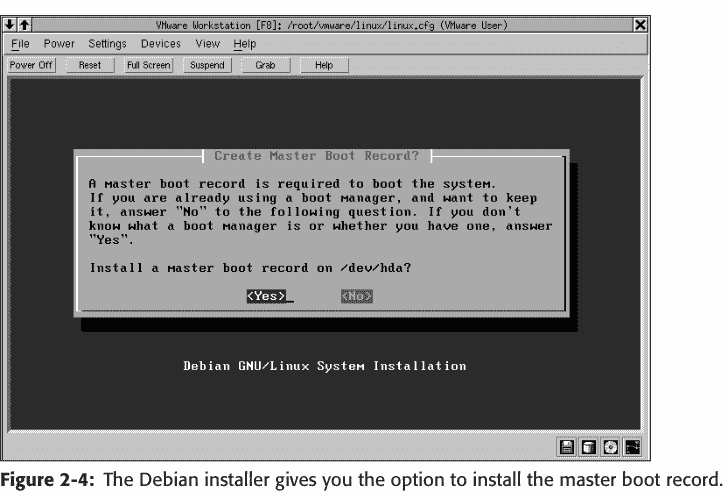 VMware Workstation [F8]: /root/vmware/linux/linux.cfg (VMware User)
File Power Settings Devices View Help
Power Off Reset Full Screen Suspend Grab Help
Create Master Boot Record?
A master boot record is required to boot the system.
If you are already using a boot manager, and want to keep
it, answer "No" to the following question. If you don't
know what a boot manager is or whether you have one, answer
"Yes".
Install a master boot record on /dev/hda?
<Yes> <No>
Debian GNU/Linux System Installation
Figure 2-4: The Debian installer gives you the option to install the master boot record.